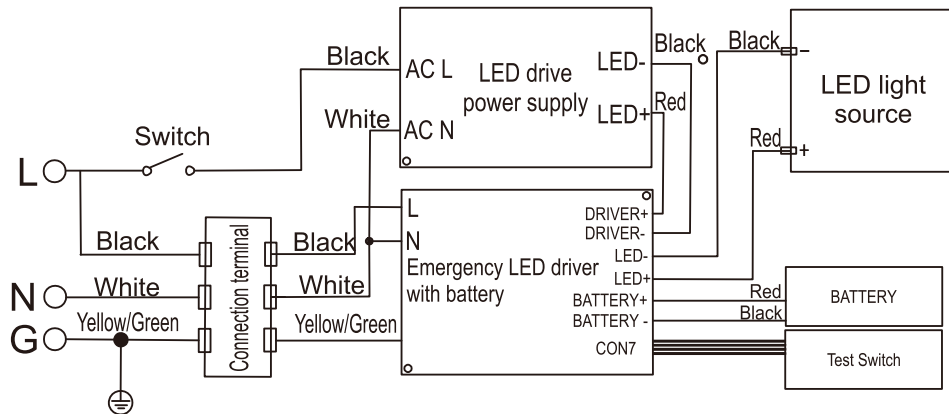 Black
AC L
LED drive
power supply
LED-
Black
Black
−
LED light
source
White
AC N
LED+
Red
Red
+
Switch
L
L
DRIVER+
DRIVER-
Black
Connection terminal
Black
N
LED-
Emergency LED driver
with battery
LED+
N
White
White
BATTERY+
Red
BATTERY
BATTERY -
Black
G
Yellow/Green
Yellow/Green
CON7
Test Switch